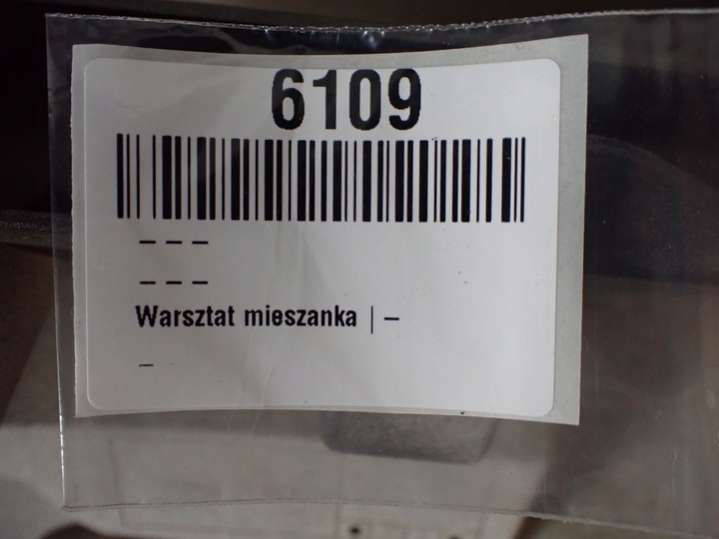 6109
– – –
– – –
Warsztat mieszanka | –
–